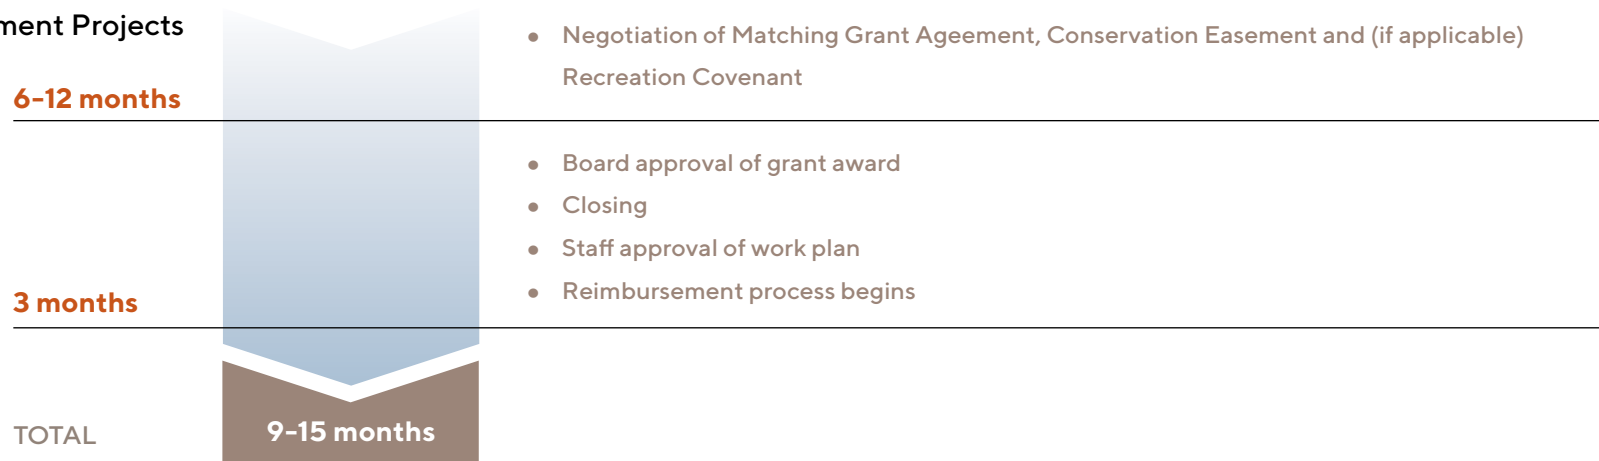 ment Projects
• Negotiation of Matching Grant Ageement, Conservation Easement and (if applicable)
Recreation Covenant
6-12 months
• Board approval of grant award
• Closing
• Staff approval of work plan
• Reimbursement process begins
3 months
TOTAL
9-15 months